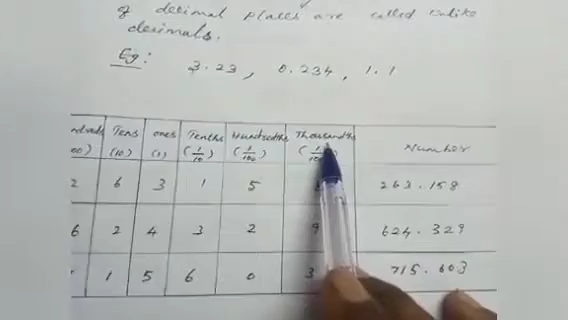 of decimal places are called unlike
decimals.
Eg: 3.23, 0.234, 1.1
Tens ones Tenths Hundredths Thousandths Number
(10) (1) (1/10) (1/100)
2 6 3 1 5 263.158
6 2 4 3 2 9 624.329
1 5 6 0 3 715.603